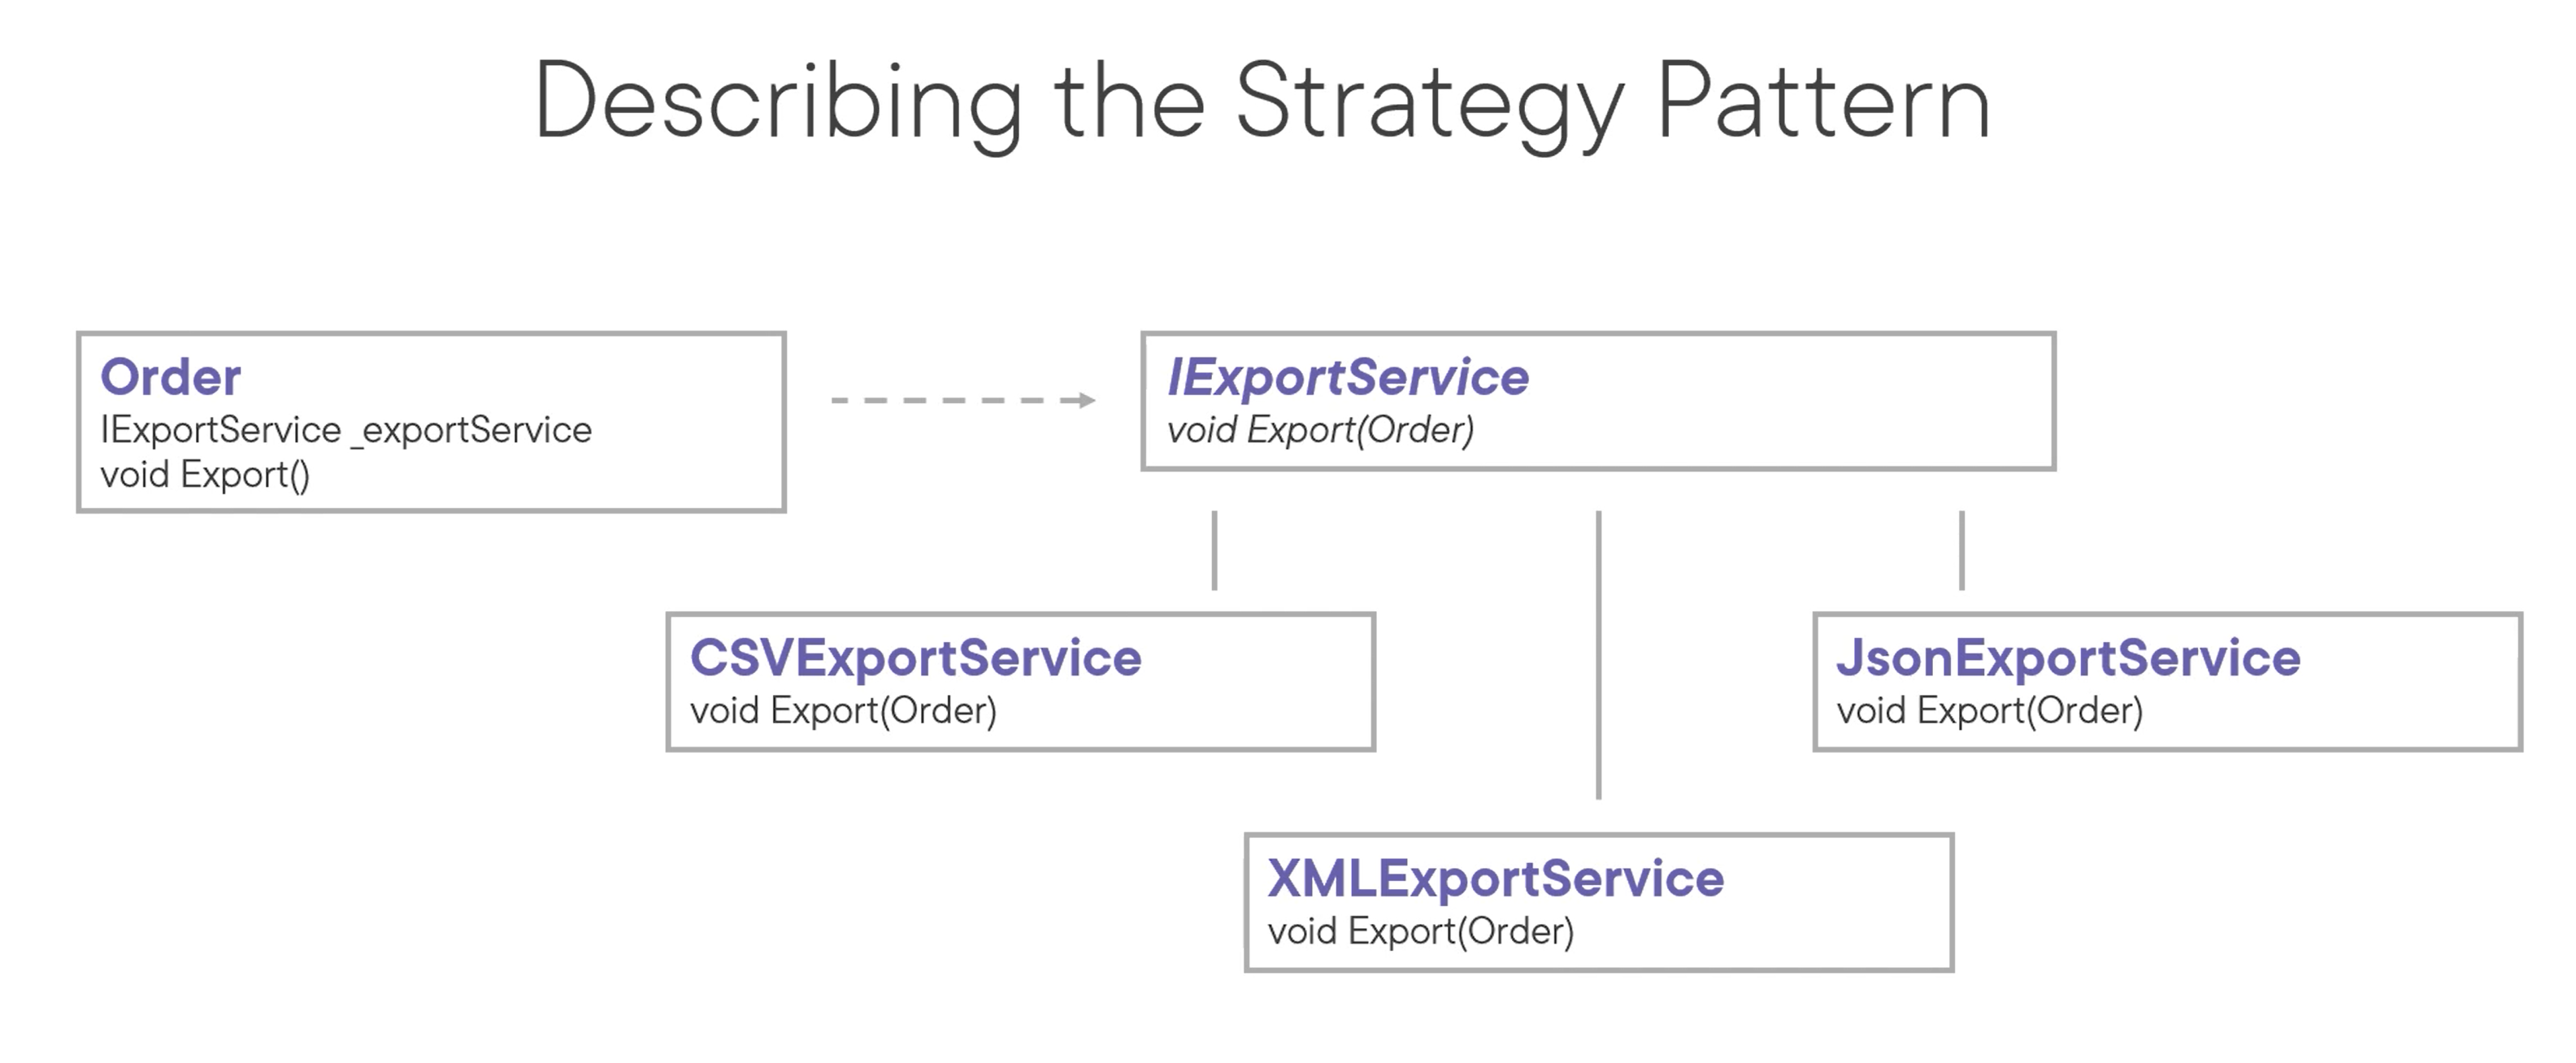 Describing the Strategy Pattern
Order
IExportService _exportService
void Export()
IExportService
void Export(Order)
CSVExportService
void Export(Order)
JsonExportService
void Export(Order)
XMLExportService
void Export(Order)